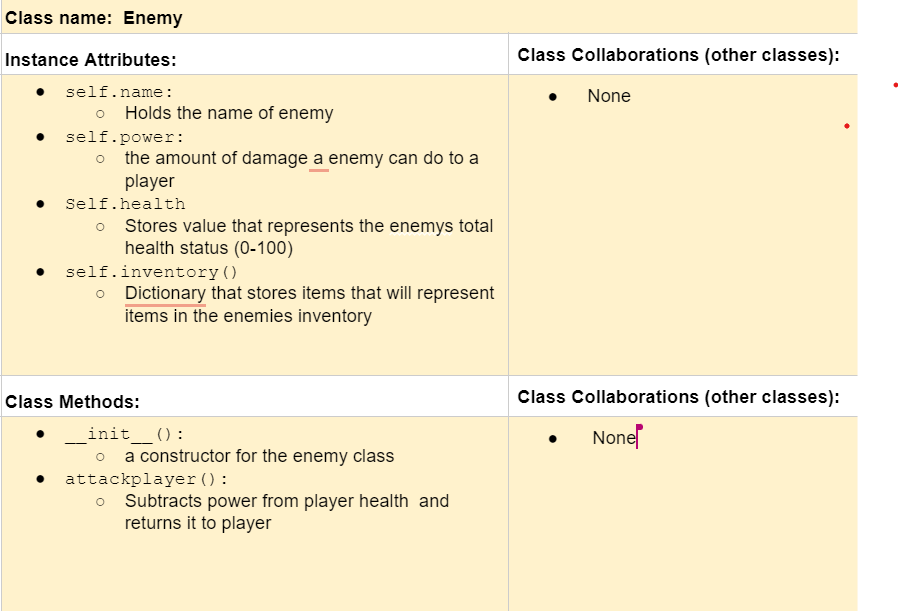 Class name:  Enemy
Instance Attributes:
Class Collaborations (other classes):
● self.name:
○ Holds the name of enemy
● self.power:
○ the amount of damage a enemy can do to a
player
● Self.health
○ Stores value that represents the enemys total
health status (0-100)
● self.inventory()
○ Dictionary that stores items that will represent
items in the enemies inventory
● None
Class Methods:
Class Collaborations (other classes):
● __init__():
○ a constructor for the enemy class
● attackplayer():
○ Subtracts power from player health  and
returns it to player
● None